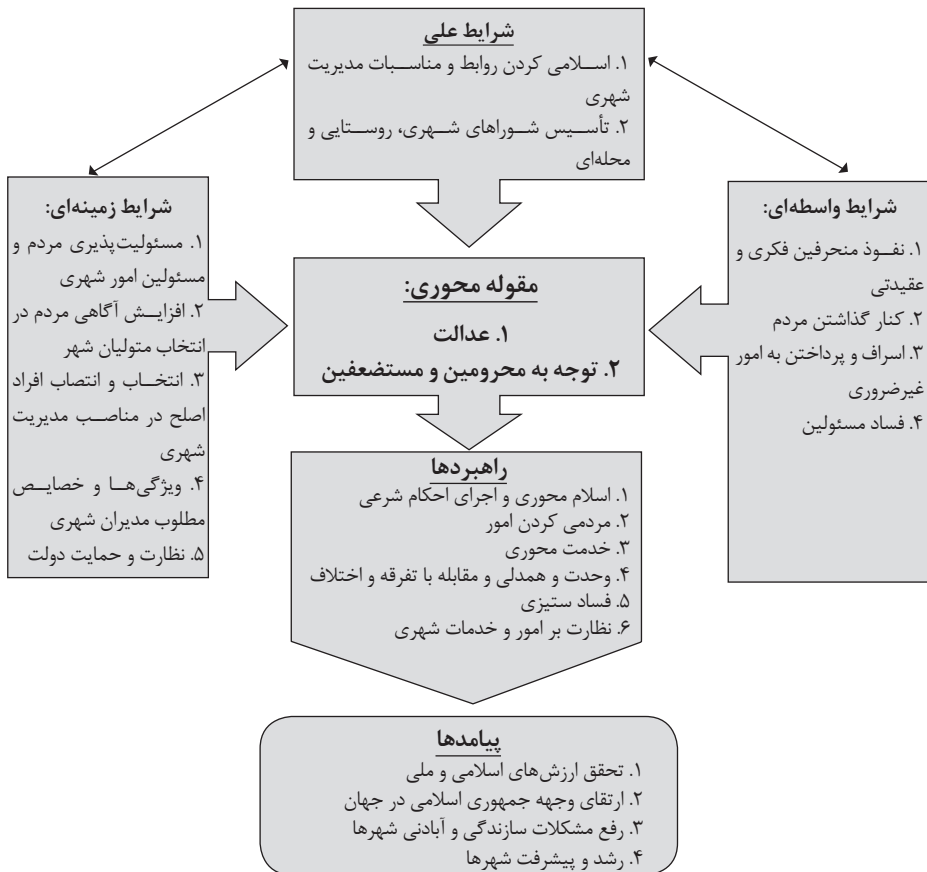 شرایط علی
۱. اسلامی کردن روابط و مناسبات مدیریت
شهری
۲. تأسیس شوراهای شهری، روستایی و
محله‌ای
شرایط واسطه‌ای:
۱. نفوذ منحرفین فکری و
عقیدتی
۲. کنار گذاشتن مردم
۳. اسراف و پرداختن به امور
غیرضروری
۴. فساد مسئولین
مقوله محوری:
۱. عدالت
۲. توجه به محرومین و مستضعفین
شرایط زمینه‌ای:
۱. مسئولیت‌پذیری مردم و
مسئولین امور شهری
۲. افزایش آگاهی مردم در
انتخاب متولیان شهر
۳. انتخاب و انتصاب افراد
اصلح در مناصب مدیریت
شهری
۴. ویژگی‌ها و خصایص
مطلوب مدیران شهری
۵. نظارت و حمایت دولت
راهبردها
۱. اسلام محوری و اجرای احکام شرعی
۲. مردمی کردن امور
۳. خدمت محوری
۴. وحدت و همدلی و مقابله با تفرقه و اختلاف
۵. فساد ستیزی
۶. نظارت بر امور و خدمات شهری
پیامدها
۱. تحقق ارزش‌های اسلامی و ملی
۲. ارتقای وجهه جمهوری اسلامی در جهان
۳. رفع مشکلات سازندگی و آبادنی شهرها
۴. رشد و پیشرفت شهرها